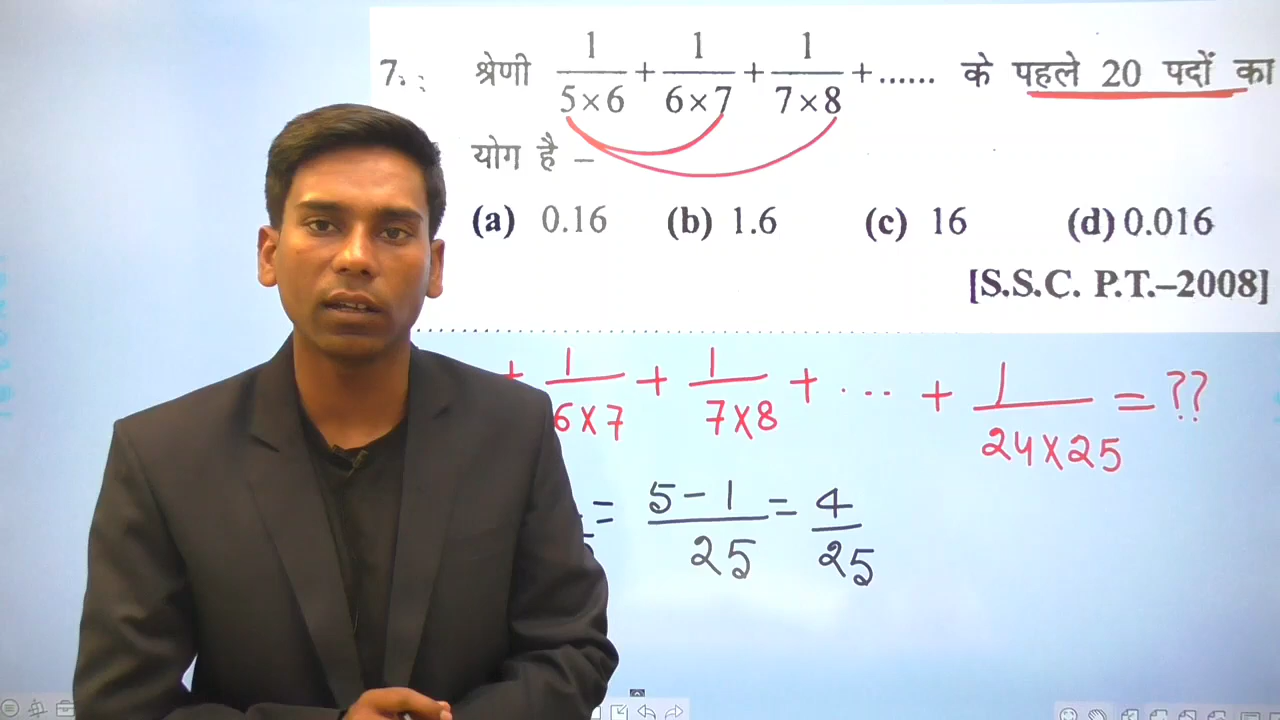 7. श्रेणी 1/5×6 + 1/6×7 + 1/7×8 +...... के पहले 20 पदों का
योग है –
(a) 0.16 (b) 1.6 (c) 16 (d) 0.016
[S.S.C. P.T.–2008]
+ 1/6×7 + 1/7×8 + ... + 1/24×25 = ??
= 5-1/25 = 4/25